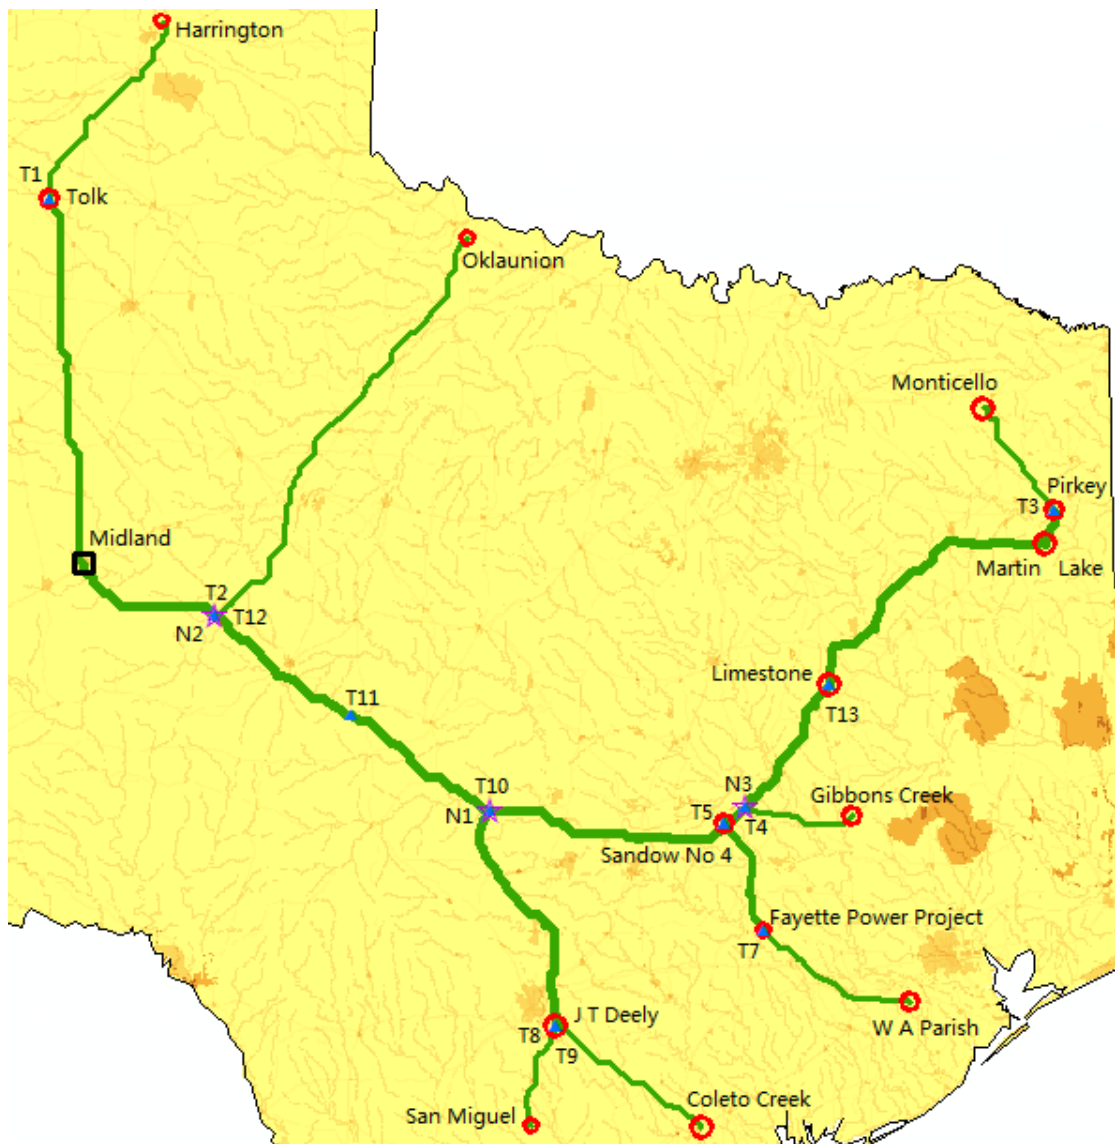 Harrington
T1
Tolk
Oklaunion
Monticello
Pirkey
T3
Midland
Martin Lake
T2
N2 T12
Limestone
T13
T11
T10
N1
N3
Gibbons Creek
T5 T4
Sandow No 4
Fayette Power Project
T7
J T Deely
W A Parish
T8
T9
San Miguel
Coleto Creek